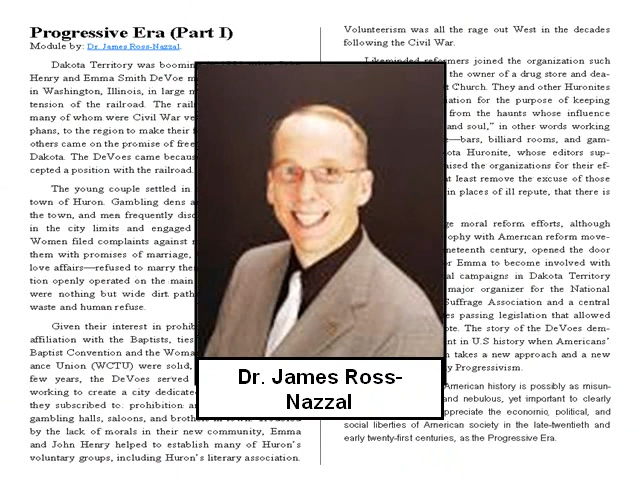 Progressive Era (Part I)
Module by: Dr. James Ross-Nazzal.
Dakota Territory was boomin
Henry and Emma Smith DeVoe m
in Washington, Illinois, in large m
tension of the railroad. The rail
many of whom were Civil War ve
phans, to the region to make their f
others came on the promise of free
Dakota. The DeVoes came becau
cepted a position with the railroad.
The young couple settled in
town of Huron. Gambling dens a
the town, and men frequently disc
in the city limits and engaged
Women filed complaints against
them with promises of marriage,
love affairs—refused to marry the
tion openly operated on the main
were nothing but wide dirt path
waste and human refuse.
Given their interest in prohib
affiliation with the Baptists, ties
Baptist Convention and the Woma
ance Union (WCTU) were solid,
few years, the DeVoes served
working to create a city dedicate
they subscribed to: prohibition a
gambling halls, saloons, and broth
by the lack of morals in their new community, Emma
and John Henry helped to establish many of Huron's
voluntary groups, including Huron's literary association.
Volunteerism was all the rage out West in the decades
following the Civil War.
Likeminded reformers joined the organization such
the owner of a drug store and dea-
t Church. They and other Huronites
iation for the purpose of keeping
from the haunts whose influence
and soul," in other words working
e—bars, billiard rooms, and gam-
ota Huronite, whose editors sup-
aised the organizations for their ef-
at least remove the excuse of those
in places of ill repute, that there is
ge moral reform efforts, although
ophy with American reform move-
neteenth century, opened the door
r Emma to become involved with
al campaigns in Dakota Territory
major organizer for the National
Suffrage Association and a central
es passing legislation that allowed
ote. The story of the DeVoes dem-
nt in U.S history when Americans'
n takes a new approach and a new
y Progressivism.
American history is possibly as misun-
and nebulous, yet important to clearly
preciate the economic, political, and
social liberties of American society in the late-twentieth and
early twenty-first centuries, as the Progressive Era.
Dr. James Ross-
Nazzal